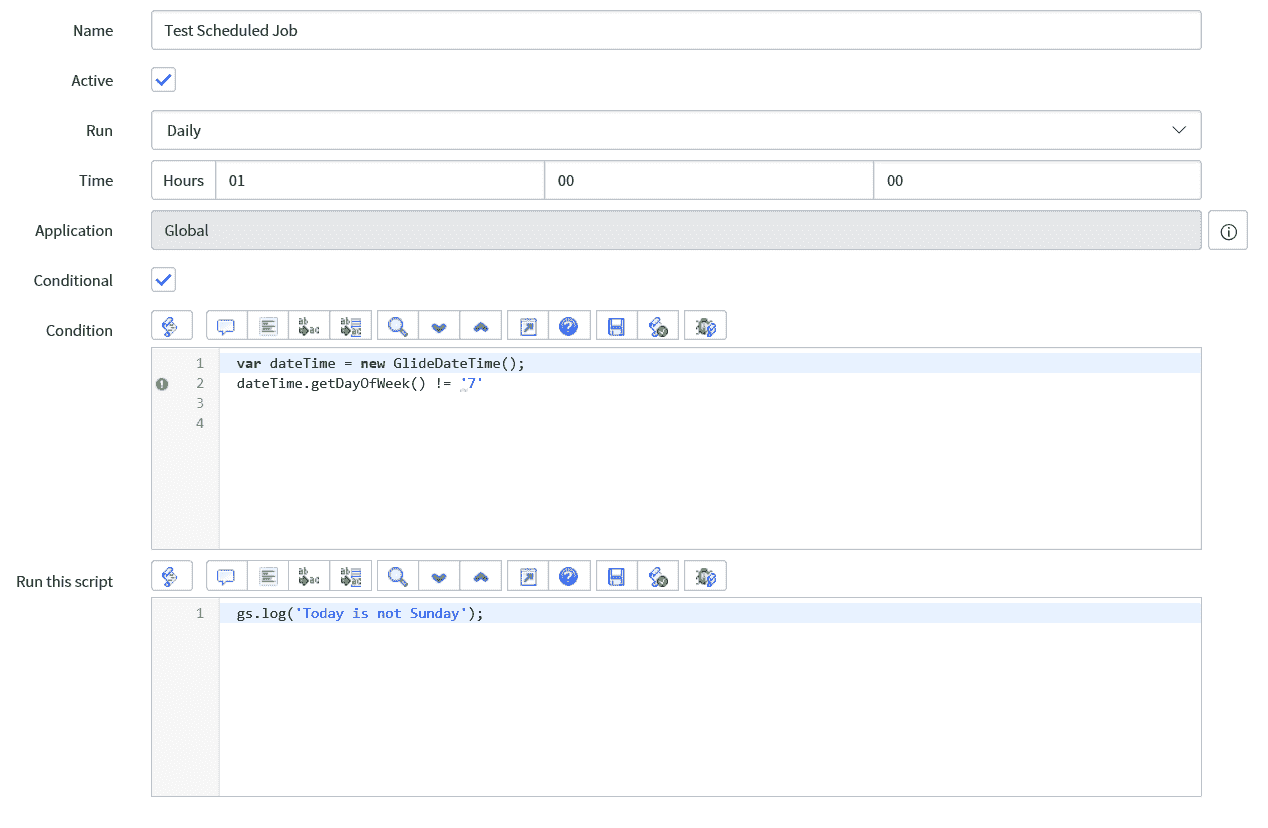 Name Test Scheduled Job
Active
Run Daily
Time Hours 01 00 00
Application Global
Conditional
Condition
1 var dateTime = new GlideDateTime();
2 dateTime.getDayOfWeek() != '7'
3
4
Run this script
1 gs.log('Today is not Sunday');